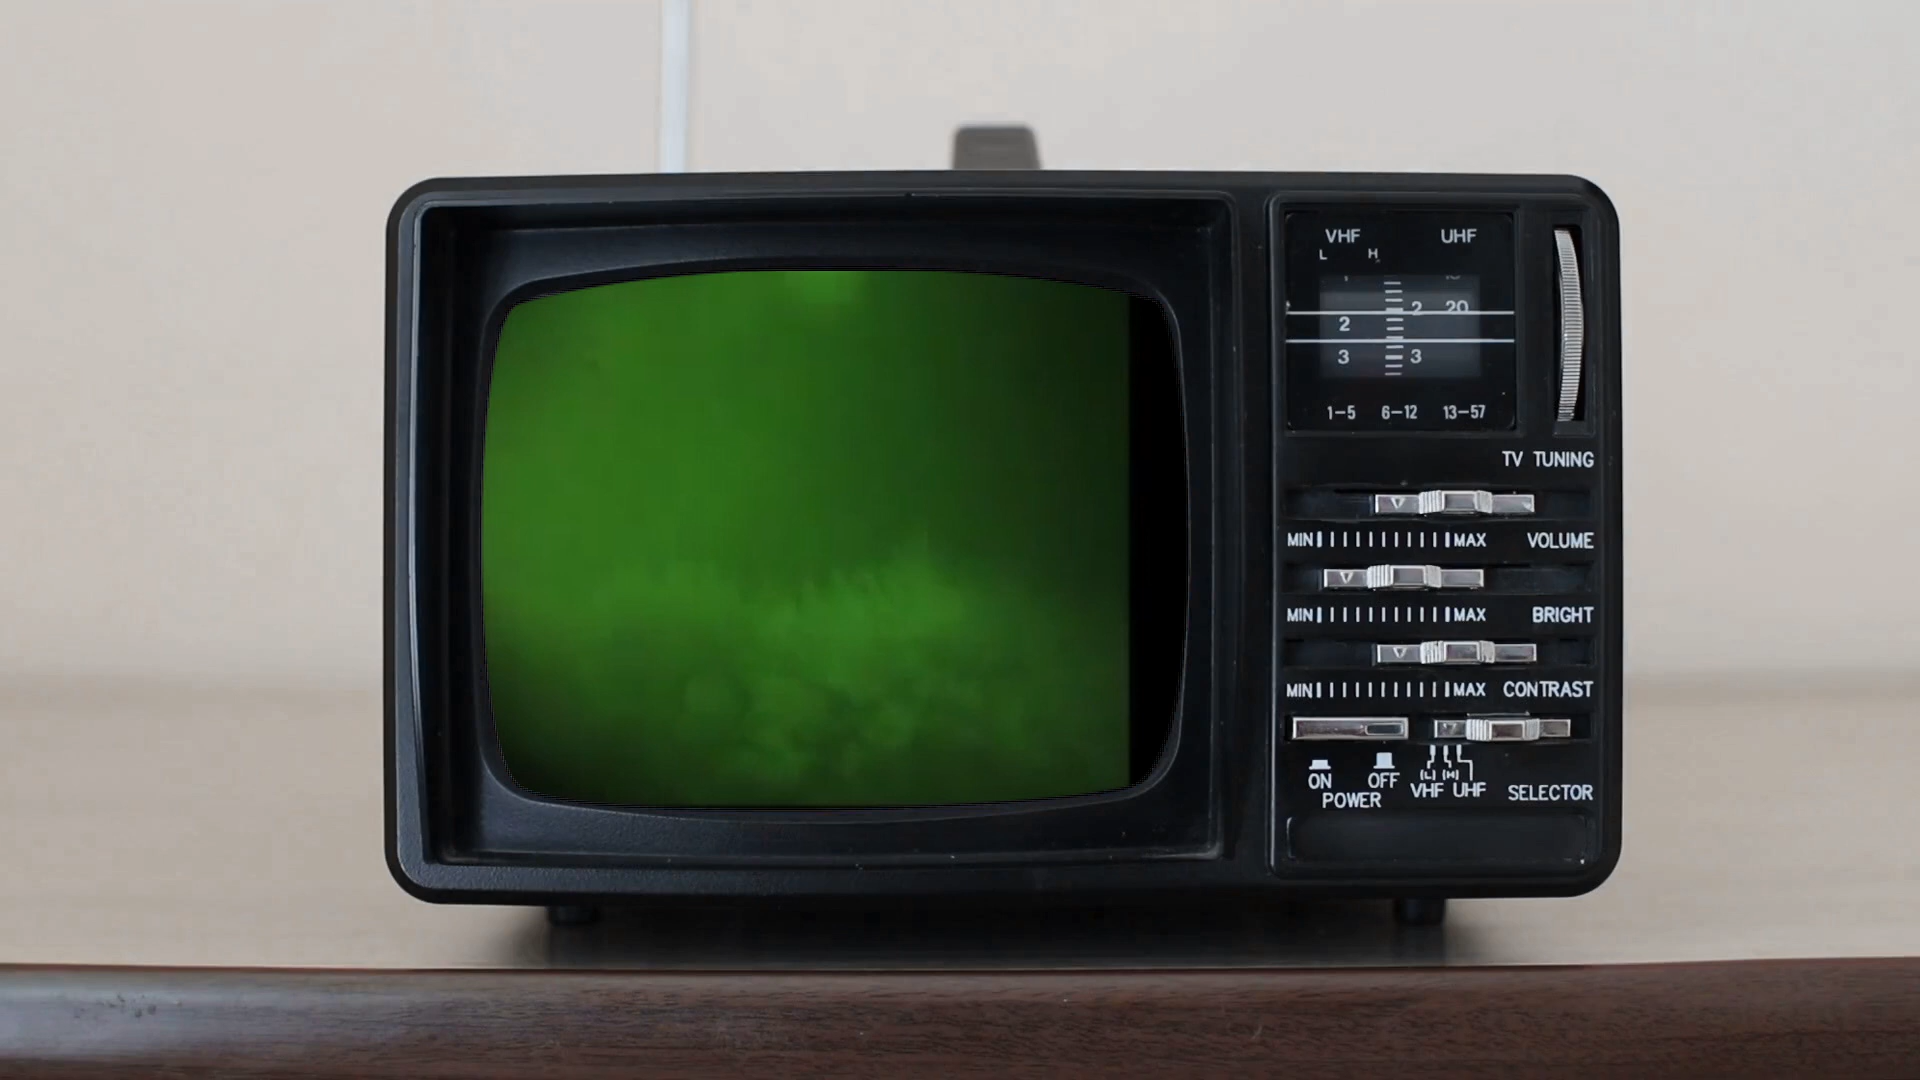 VHF UHF
L H
2 20
2
3 3
1-5 6-12 13-57
TV TUNING
MIN MAX VOLUME
MIN MAX BRIGHT
MIN MAX CONTRAST
ON OFF (L) (H)
POWER VHF UHF SELECTOR